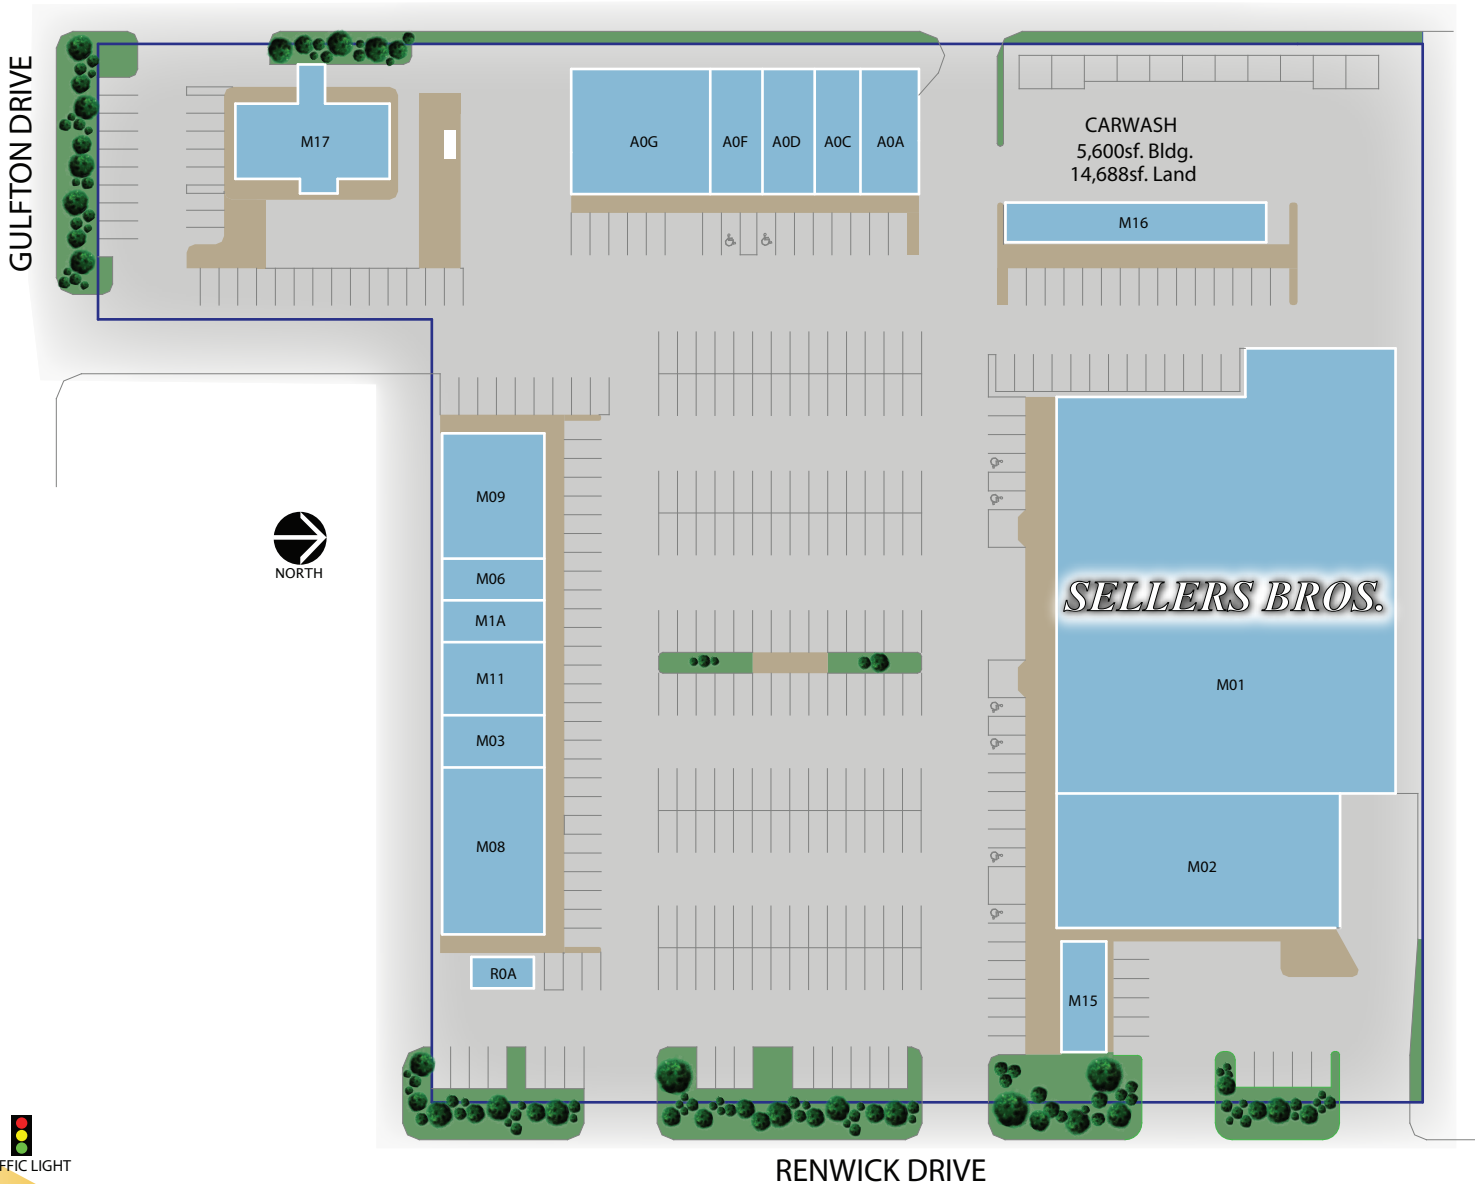 GULFTON DRIVE
M17
A0G
A0F
A0D
A0C
A0A
CARWASH
5,600sf. Bldg.
14,688sf. Land
M16
M09
M06
M1A
M11
M03
M08
R0A
NORTH
SELLERS BROS.
M01
M02
M15
FFIC LIGHT
RENWICK DRIVE